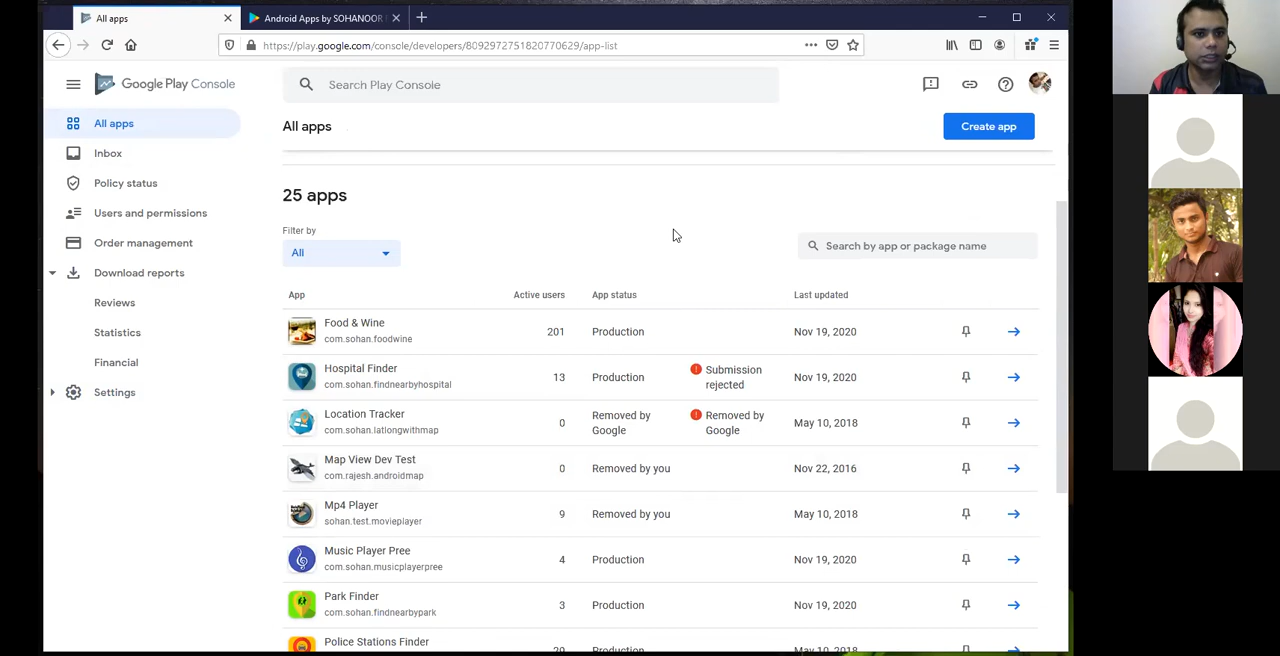 All apps
Android Apps by SOHANOOR
https://play.google.com/console/developers/8092972751820770629/app-list
Google Play Console
Search Play Console
All apps
Inbox
Policy status
Users and permissions
Order management
Download reports
Reviews
Statistics
Financial
Settings
All apps
Create app
25 apps
Filter by
All
Search by app or package name
App Active users App status Last updated
Food & Wine
com.sohan.foodwine
201 Production Nov 19, 2020
Hospital Finder
com.sohan.findnearbyhospital
13 Production Submission rejected Nov 19, 2020
Location Tracker
com.sohan.latlongwithmap
0 Removed by Google Removed by Google May 10, 2018
Map View Dev Test
com.rajesh.androidmap
0 Removed by you Nov 22, 2016
Mp4 Player
sohan.test.movieplayer
9 Removed by you May 10, 2018
Music Player Pree
com.sohan.musicplayerpree
4 Production Nov 19, 2020
Park Finder
com.sohan.findnearbypark
3 Production Nov 19, 2020
Police Stations Finder
Production May 10, 2018